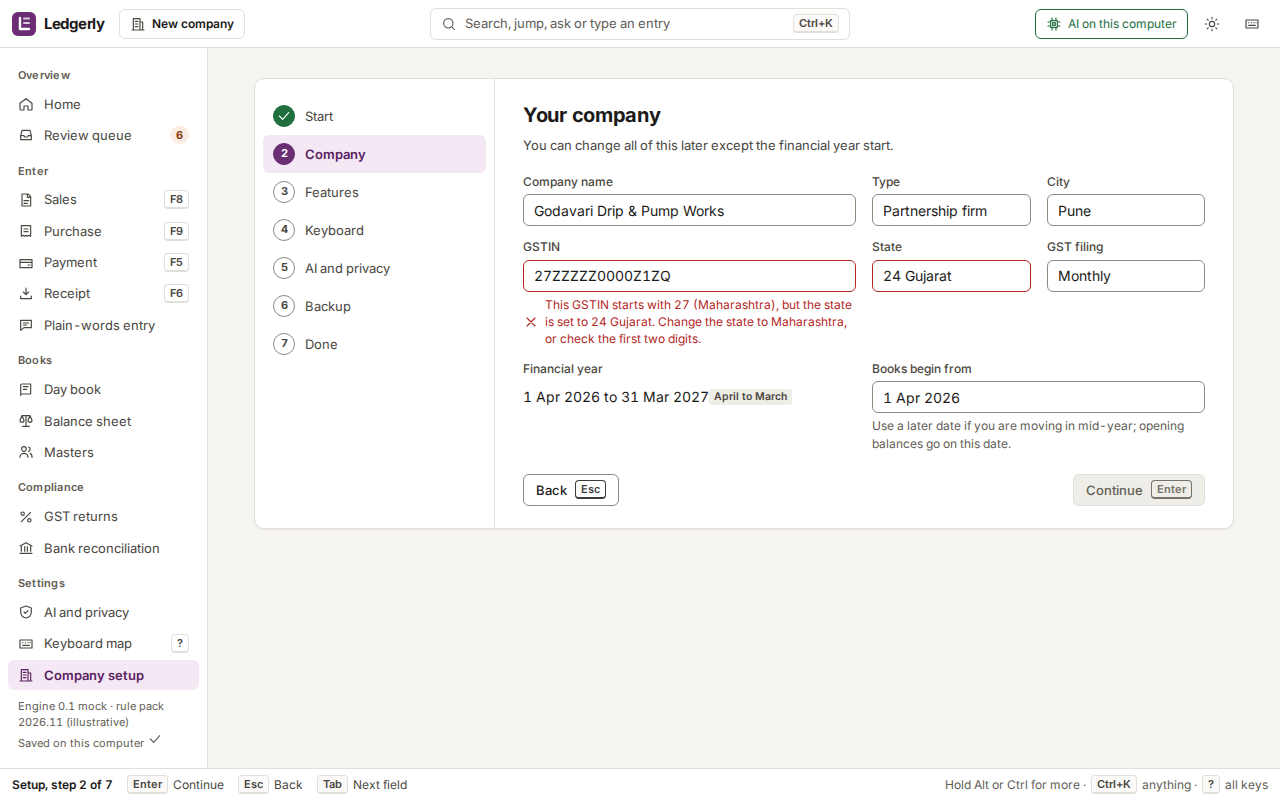 Ledgerly
New company
Search, jump, ask or type an entry
Ctrl+K
AI on this computer
Overview
Home
Review queue 6
Enter
Sales F8
Purchase F9
Payment F5
Receipt F6
Plain-words entry
Books
Day book
Balance sheet
Masters
Compliance
GST returns
Bank reconciliation
Settings
AI and privacy
Keyboard map ?
Company setup
Engine 0.1 mock · rule pack
2026.11 (illustrative)
Saved on this computer
Start
2 Company
3 Features
4 Keyboard
5 AI and privacy
6 Backup
7 Done
Your company
You can change all of this later except the financial year start.
Company name Type City
Godavari Drip & Pump Works Partnership firm Pune
GSTIN State GST filing
27ZZZZZ0000Z1ZQ 24 Gujarat Monthly
This GSTIN starts with 27 (Maharashtra), but the state
is set to 24 Gujarat. Change the state to Maharashtra,
or check the first two digits.
Financial year Books begin from
1 Apr 2026 to 31 Mar 2027 April to March 1 Apr 2026
Use a later date if you are moving in mid-year; opening
balances go on this date.
Back Esc Continue Enter
Setup, step 2 of 7 Enter Continue Esc Back Tab Next field Hold Alt or Ctrl for more · Ctrl+K anything · ? all keys